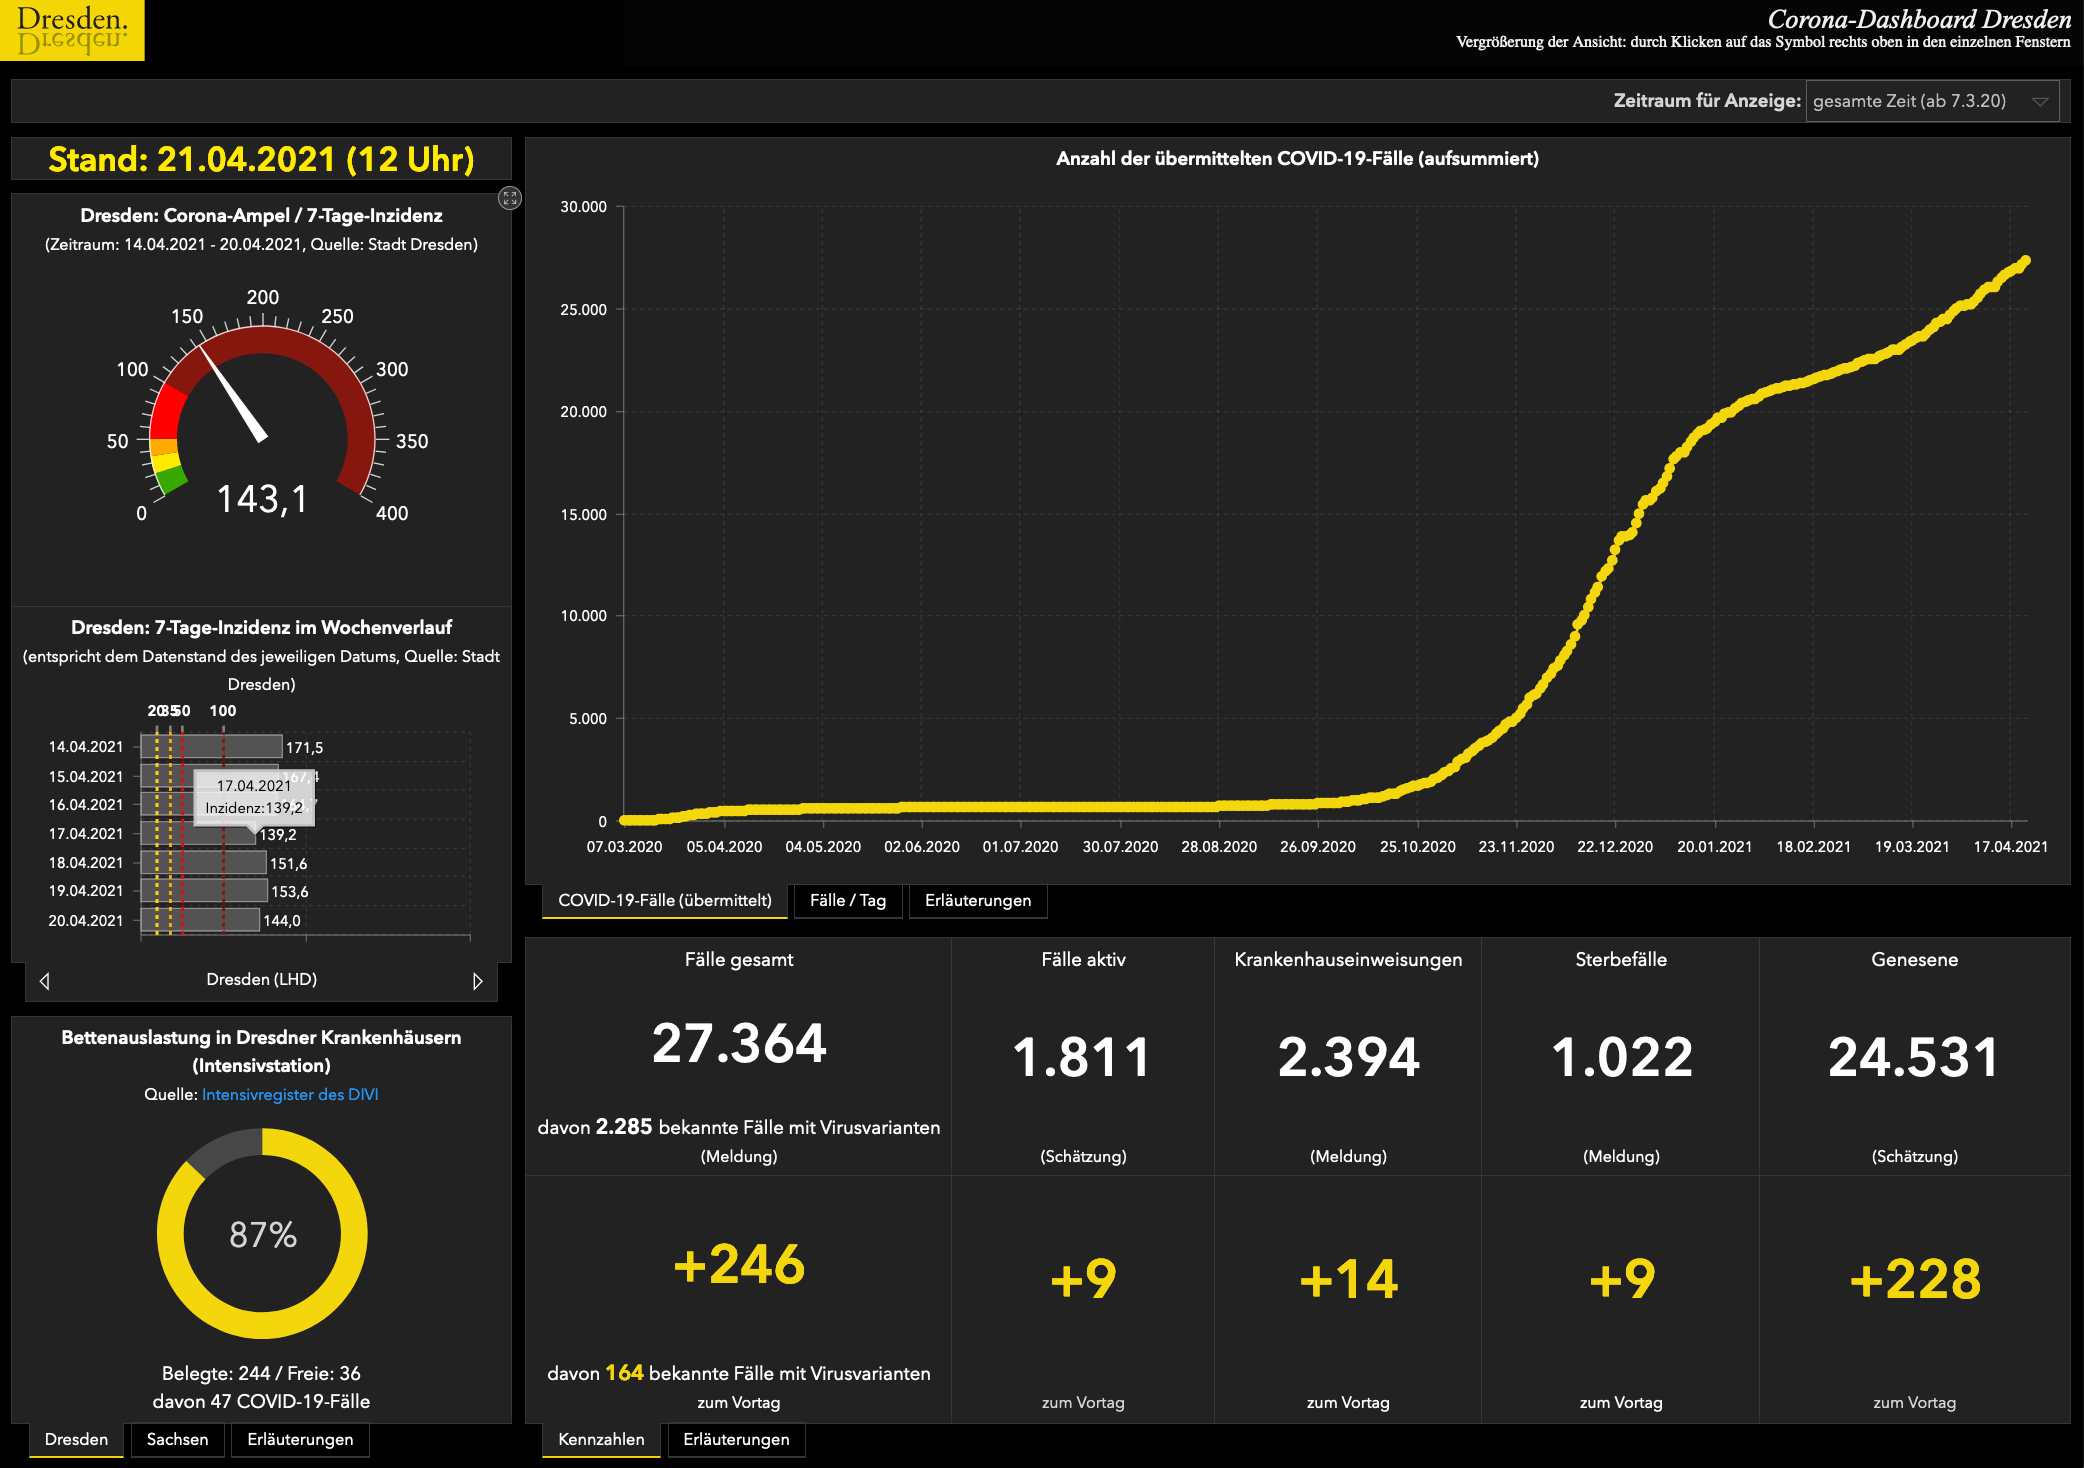 Dresden.
Dresden.
Corona-Dashboard Dresden
Vergrößerung der Ansicht: durch Klicken auf das Symbol rechts oben in den einzelnen Fenstern
Zeitraum für Anzeige: gesamte Zeit (ab 7.3.20)
Stand: 21.04.2021 (12 Uhr)
Dresden: Corona-Ampel / 7-Tage-Inzidenz
(Zeitraum: 14.04.2021 - 20.04.2021, Quelle: Stadt Dresden)
0
50
100
150
200
250
300
350
400
143,1
Dresden: 7-Tage-Inzidenz im Wochenverlauf
(entspricht dem Datenstand des jeweiligen Datums, Quelle: Stadt
Dresden)
20 35 50 100
14.04.2021 171,5
15.04.2021 167,4
16.04.2021
17.04.2021
Inzidenz:139,2
17.04.2021 139,2
18.04.2021 151,6
19.04.2021 153,6
20.04.2021 144,0
Dresden (LHD)
Bettenauslastung in Dresdner Krankenhäusern
(Intensivstation)
Quelle: Intensivregister des DIVI
87%
Belegte: 244 / Freie: 36
davon 47 COVID-19-Fälle
Dresden Sachsen Erläuterungen
Anzahl der übermittelten COVID-19-Fälle (aufsummiert)
30.000
25.000
20.000
15.000
10.000
5.000
0
07.03.2020 05.04.2020 04.05.2020 02.06.2020 01.07.2020 30.07.2020 28.08.2020 26.09.2020 25.10.2020 23.11.2020 22.12.2020 20.01.2021 18.02.2021 19.03.2021 17.04.2021
COVID-19-Fälle (übermittelt) Fälle / Tag Erläuterungen
Fälle gesamt
27.364
davon 2.285 bekannte Fälle mit Virusvarianten
(Meldung)
+246
davon 164 bekannte Fälle mit Virusvarianten
zum Vortag
Fälle aktiv
1.811
(Schätzung)
+9
zum Vortag
Krankenhauseinweisungen
2.394
(Meldung)
+14
zum Vortag
Sterbefälle
1.022
(Meldung)
+9
zum Vortag
Genesene
24.531
(Schätzung)
+228
zum Vortag
Kennzahlen Erläuterungen